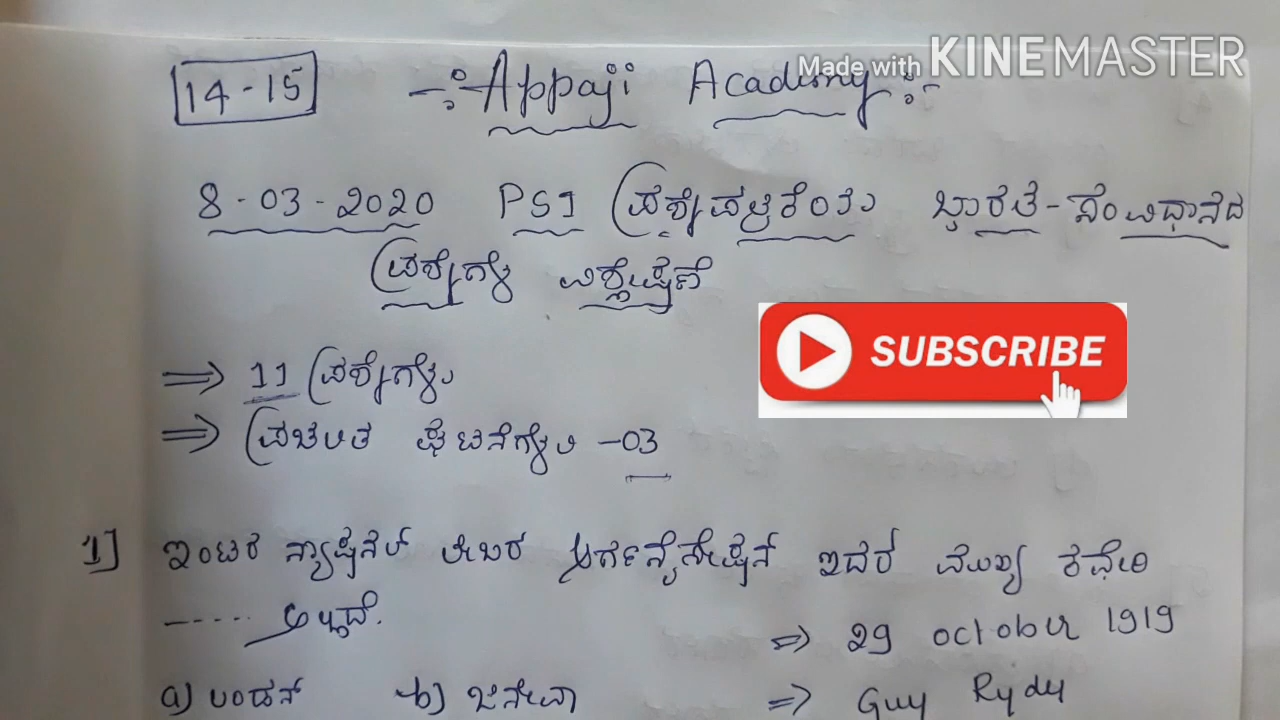 Made with KINEMASTER
14-15 -: Appaji Academy :-
8-03-2020 PSI ಪ್ರಶ್ನೆಪತ್ರಿಕೆಯ ಭಾರತ-ಸಂವಿಧಾನದ
ಪ್ರಶ್ನೆಗಳ ವಿಶ್ಲೇಷಣೆ
SUBSCRIBE
⇒ 11 ಪ್ರಶ್ನೆಗಳು
⇒ ಪ್ರಚಲಿತ ಘಟನೆಗಳು -03
1] ಇಂಟರ ನ್ಯಾಷನಲ್ ಲೇಬರ ಆರ್ಗನೈಸೇಷನ್ ಇದರ ಮುಖ್ಯ ಕಛೇರಿ
------ ಅಲ್ಲಿದೆ. ⇒ 29 october 1919
a) ಲಂಡನ್ b) ಜಿನೇವಾ ⇒ Guy Rydy